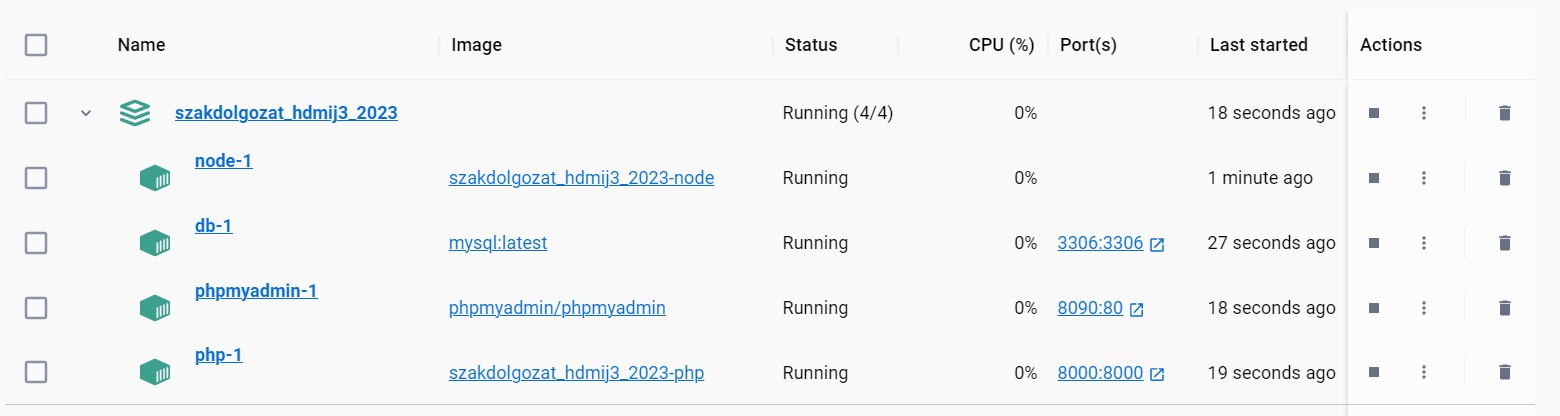 Name Image Status CPU (%) Port(s) Last started Actions
szakdolgozat_hdmij3_2023 Running (4/4) 0% 18 seconds ago
node-1 szakdolgozat_hdmij3_2023-node Running 0% 1 minute ago
db-1 mysql:latest Running 0% 3306:3306 27 seconds ago
phpmyadmin-1 phpmyadmin/phpmyadmin Running 0% 8090:80 18 seconds ago
php-1 szakdolgozat_hdmij3_2023-php Running 0% 8000:8000 19 seconds ago